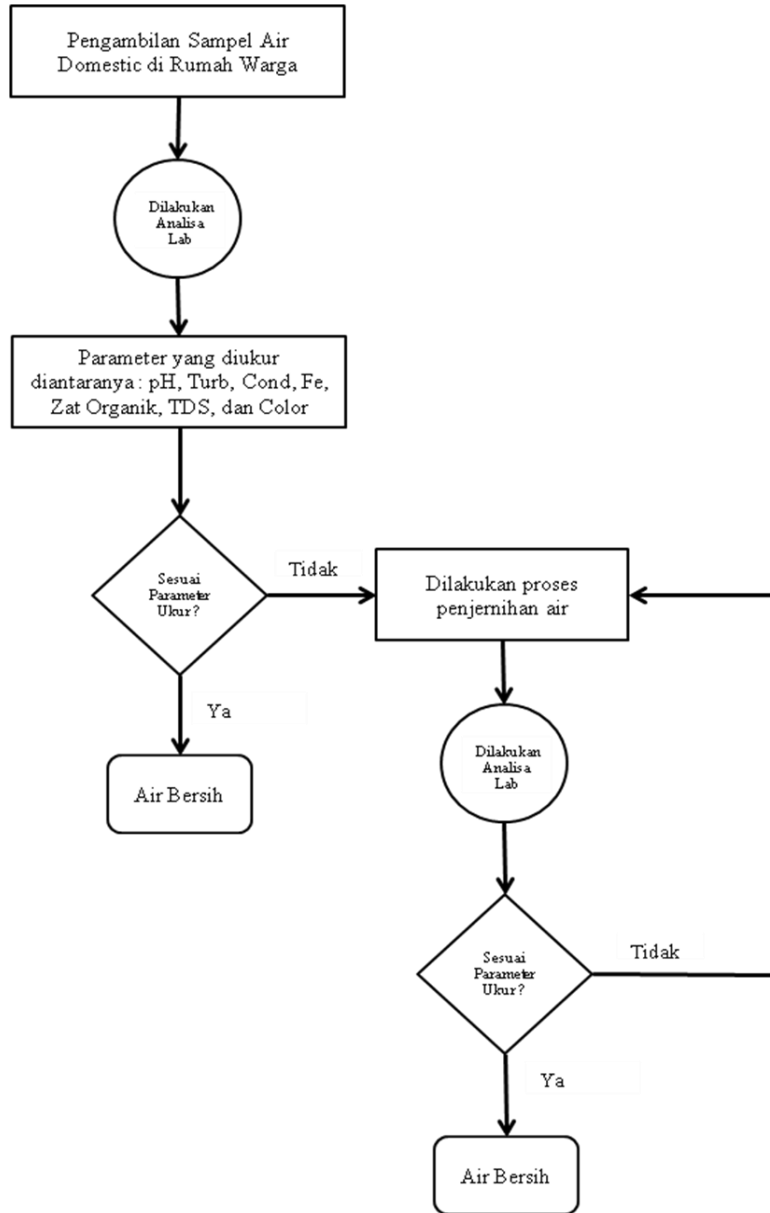 Pengambilan Sampel Air
Domestic di Rumah Warga
Dilakukan
Analisa
Lab
Parameter yang diukur
diantaranya : pH, Turb, Cond, Fe,
Zat Organik, TDS, dan Color
Sesuai
Parameter
Ukur?
Tidak
Dilakukan proses
penjernihan air
Ya
Air Bersih
Dilakukan
Analisa
Lab
Sesuai
Parameter
Ukur?
Tidak
Ya
Air Bersih